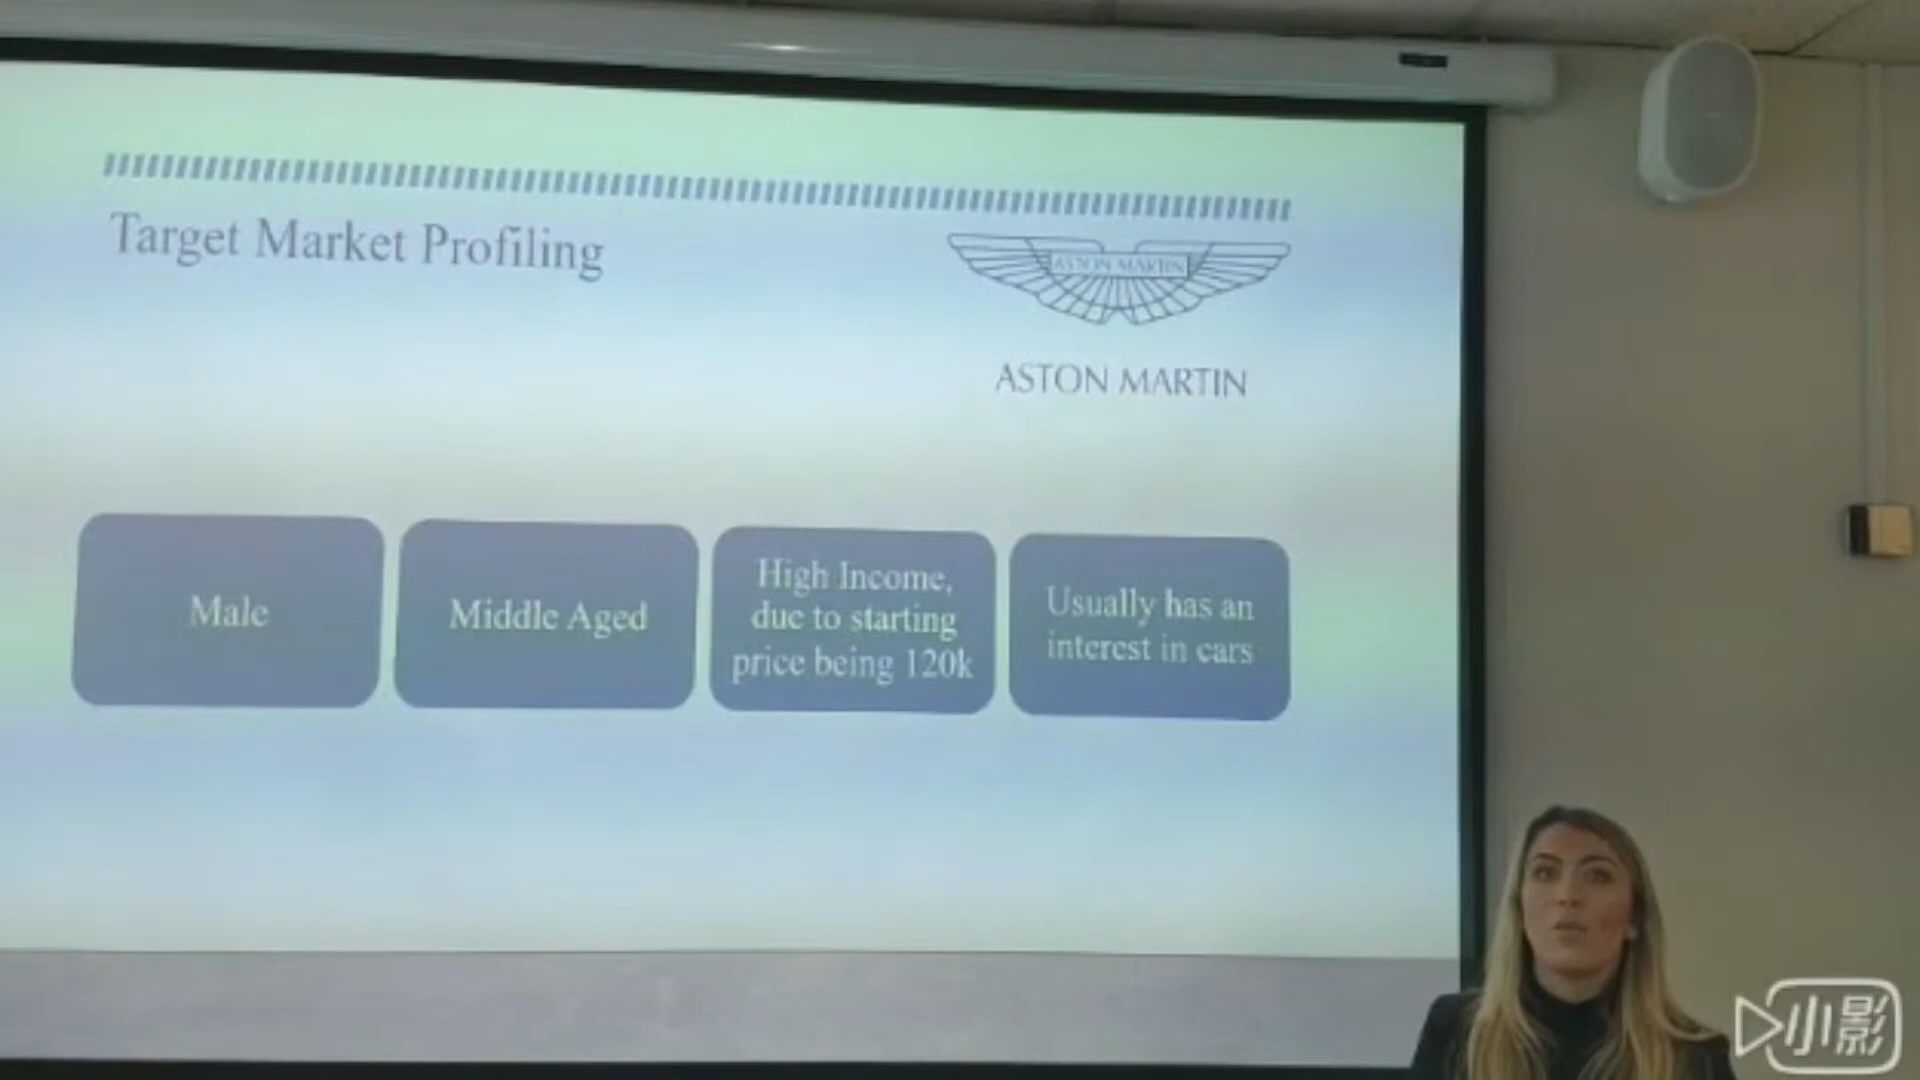 Target Market Profiling
ASTON MARTIN
ASTON MARTIN
Male
Middle Aged
High Income,
due to starting
price being 120k
Usually has an
interest in cars
小影